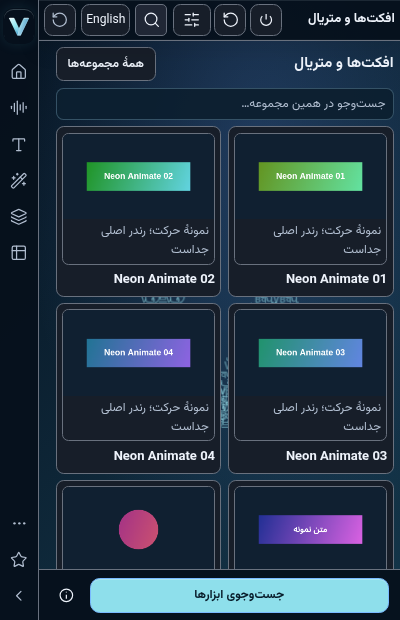 English
افکت‌ها و متریال
افکت‌ها و متریال
همهٔ مجموعه‌ها
جست‌وجو در همین مجموعه…
Neon Animate 01
نمونهٔ حرکت؛ رندر اصلی
جداست
Neon Animate 01
Neon Animate 02
نمونهٔ حرکت؛ رندر اصلی
جداست
Neon Animate 02
Neon Animate 03
نمونهٔ حرکت؛ رندر اصلی
جداست
Neon Animate 03
Neon Animate 04
نمونهٔ حرکت؛ رندر اصلی
جداست
Neon Animate 04
متن نمونه
جست‌وجوی ابزارها